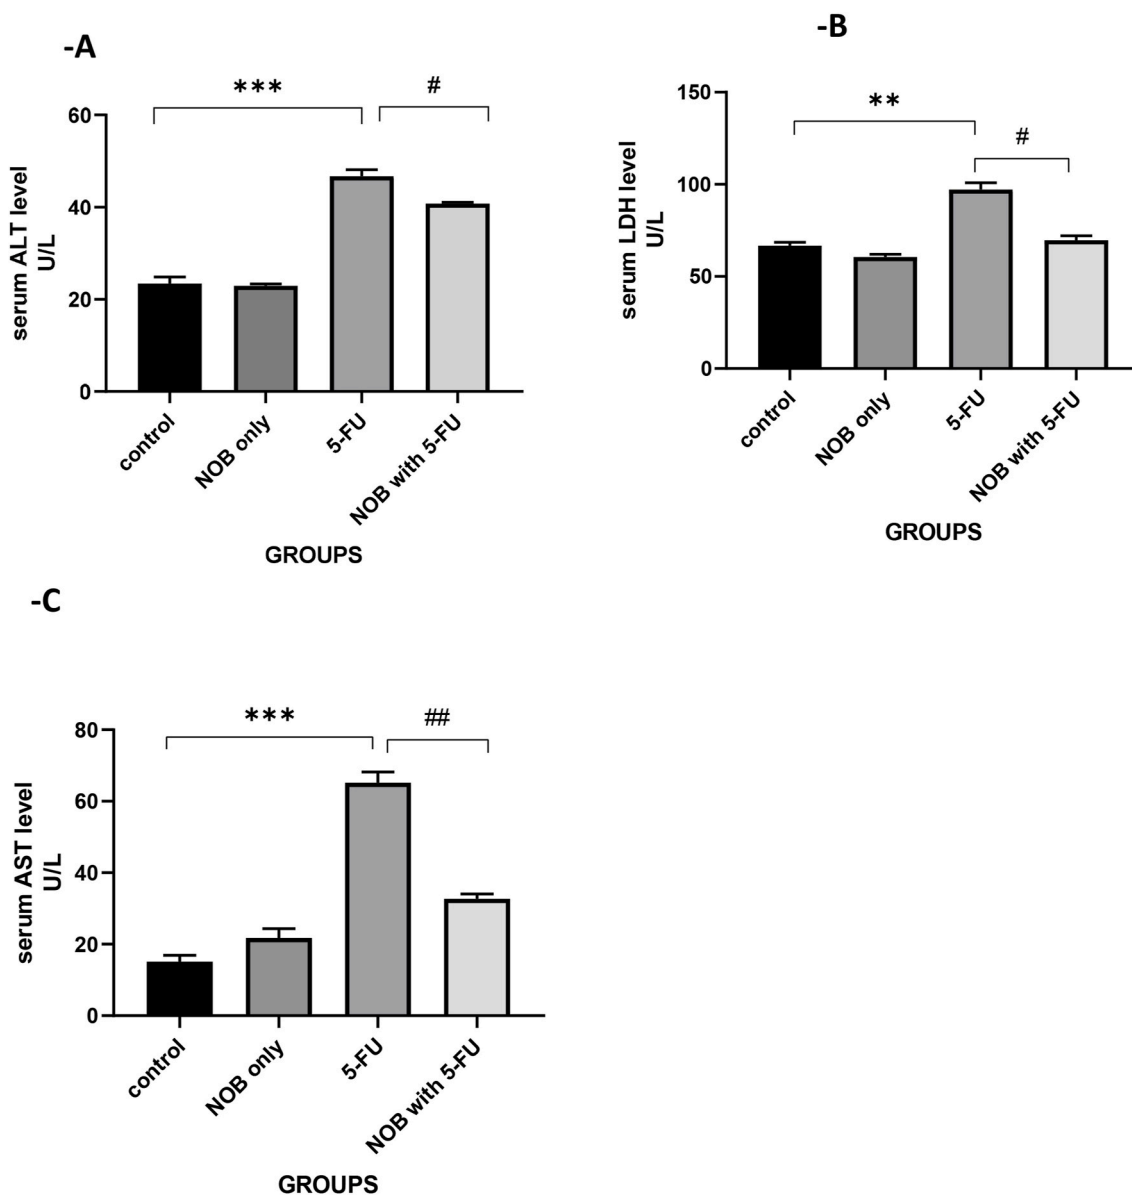 -A
*** #
60
40
20
0
serum ALT level
U/L
control
NOB only
5-FU
NOB with 5-FU
GROUPS
-B
** #
150
100
50
0
serum LDH level
U/L
control
NOB only
5-FU
NOB with 5-FU
GROUPS
-C
*** ##
80
60
40
20
0
serum AST level
U/L
control
NOB only
5-FU
NOB with 5-FU
GROUPS